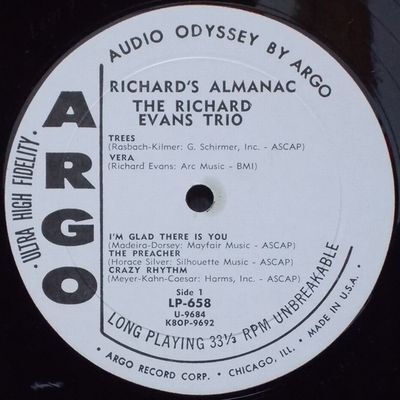 AUDIO ODYSSEY BY ARGO
RICHARD'S ALMANAC
THE RICHARD
EVANS TRIO
TREES
(Rasbach-Kilmer: G. Schirmer, Inc. - ASCAP)
VERA
(Richard Evans: Arc Music - BMI)
I'M GLAD THERE IS YOU
(Madeira-Dorsey: Mayfair Music - ASCAP)
THE PREACHER
(Horace Silver: Silhouette Music - ASCAP)
CRAZY RHYTHM
(Meyer-Kahn-Caesar: Harms, Inc. - ASCAP)
Side 1
LP-658
U-9684
K8OP-9692
LONG PLAYING 33⅓ RPM UNBREAKABLE
ARGO
• ULTRA HIGH FIDELITY •
• ARGO RECORD CORP. • CHICAGO, ILL. • MADE IN U.S.A. •